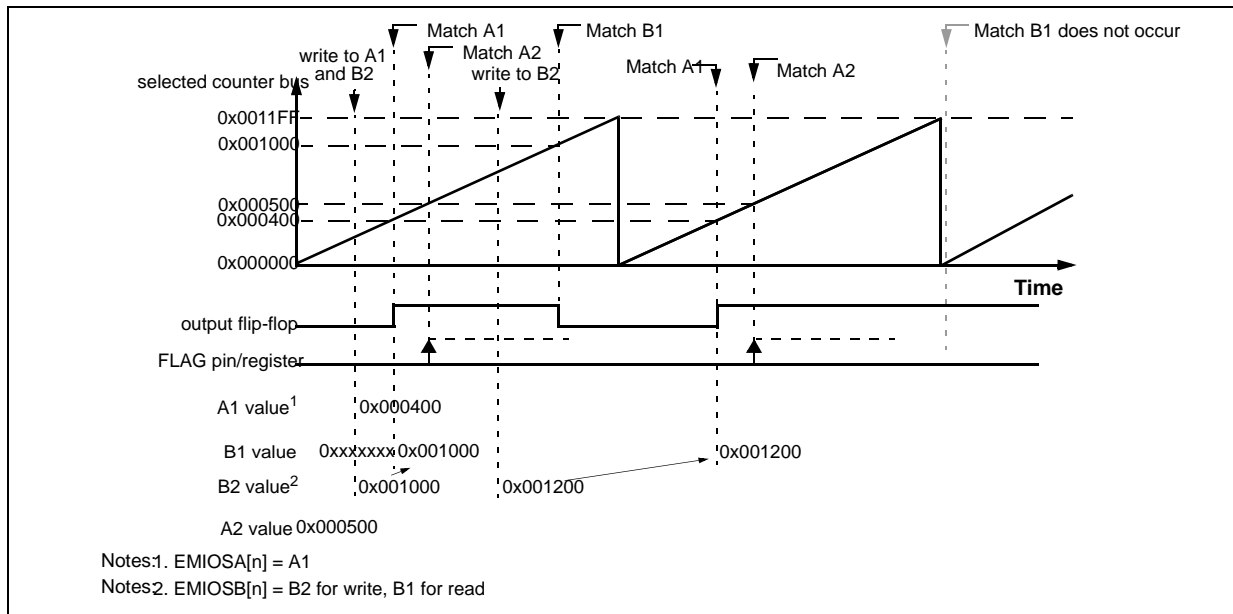 Match A1
Match B1
Match B1 does not occur
write to A1
and B2
Match A2
write to B2
Match A1
Match A2
selected counter bus
0x0011FF
0x001000
0x000500
0x000400
0x000000
Time
output flip-flop
FLAG pin/register
A1 value1 0x000400
B1 value 0xxxxxxx 0x001000 0x001200
B2 value2 0x001000 0x001200
A2 value 0x000500
Notes:1. EMIOSA[n] = A1
Notes:2. EMIOSB[n] = B2 for write, B1 for read